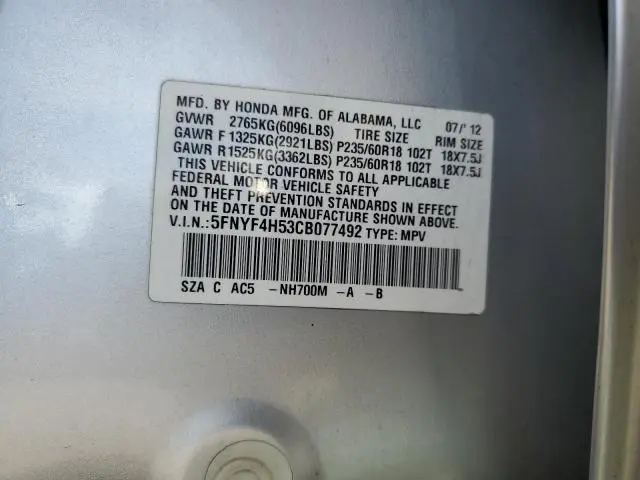 MFD. BY HONDA MFG. OF ALABAMA, LLC 07/'12
GVWR 2765KG(6096LBS) TIRE SIZE RIM SIZE
GAWR F 1325KG(2921LBS) P235/60R18 102T 18X7.5J
GAWR R1525KG(3362LBS) P235/60R18 102T 18X7.5J
THIS VEHICLE CONFORMS TO ALL APPLICABLE
FEDERAL MOTOR VEHICLE SAFETY
AND THEFT PREVENTION STANDARDS IN EFFECT
ON THE DATE OF MANUFACTURE SHOWN ABOVE.
V.I.N.:5FNYF4H53CB077492 TYPE: MPV
SZA C AC5 -NH700M -A -B